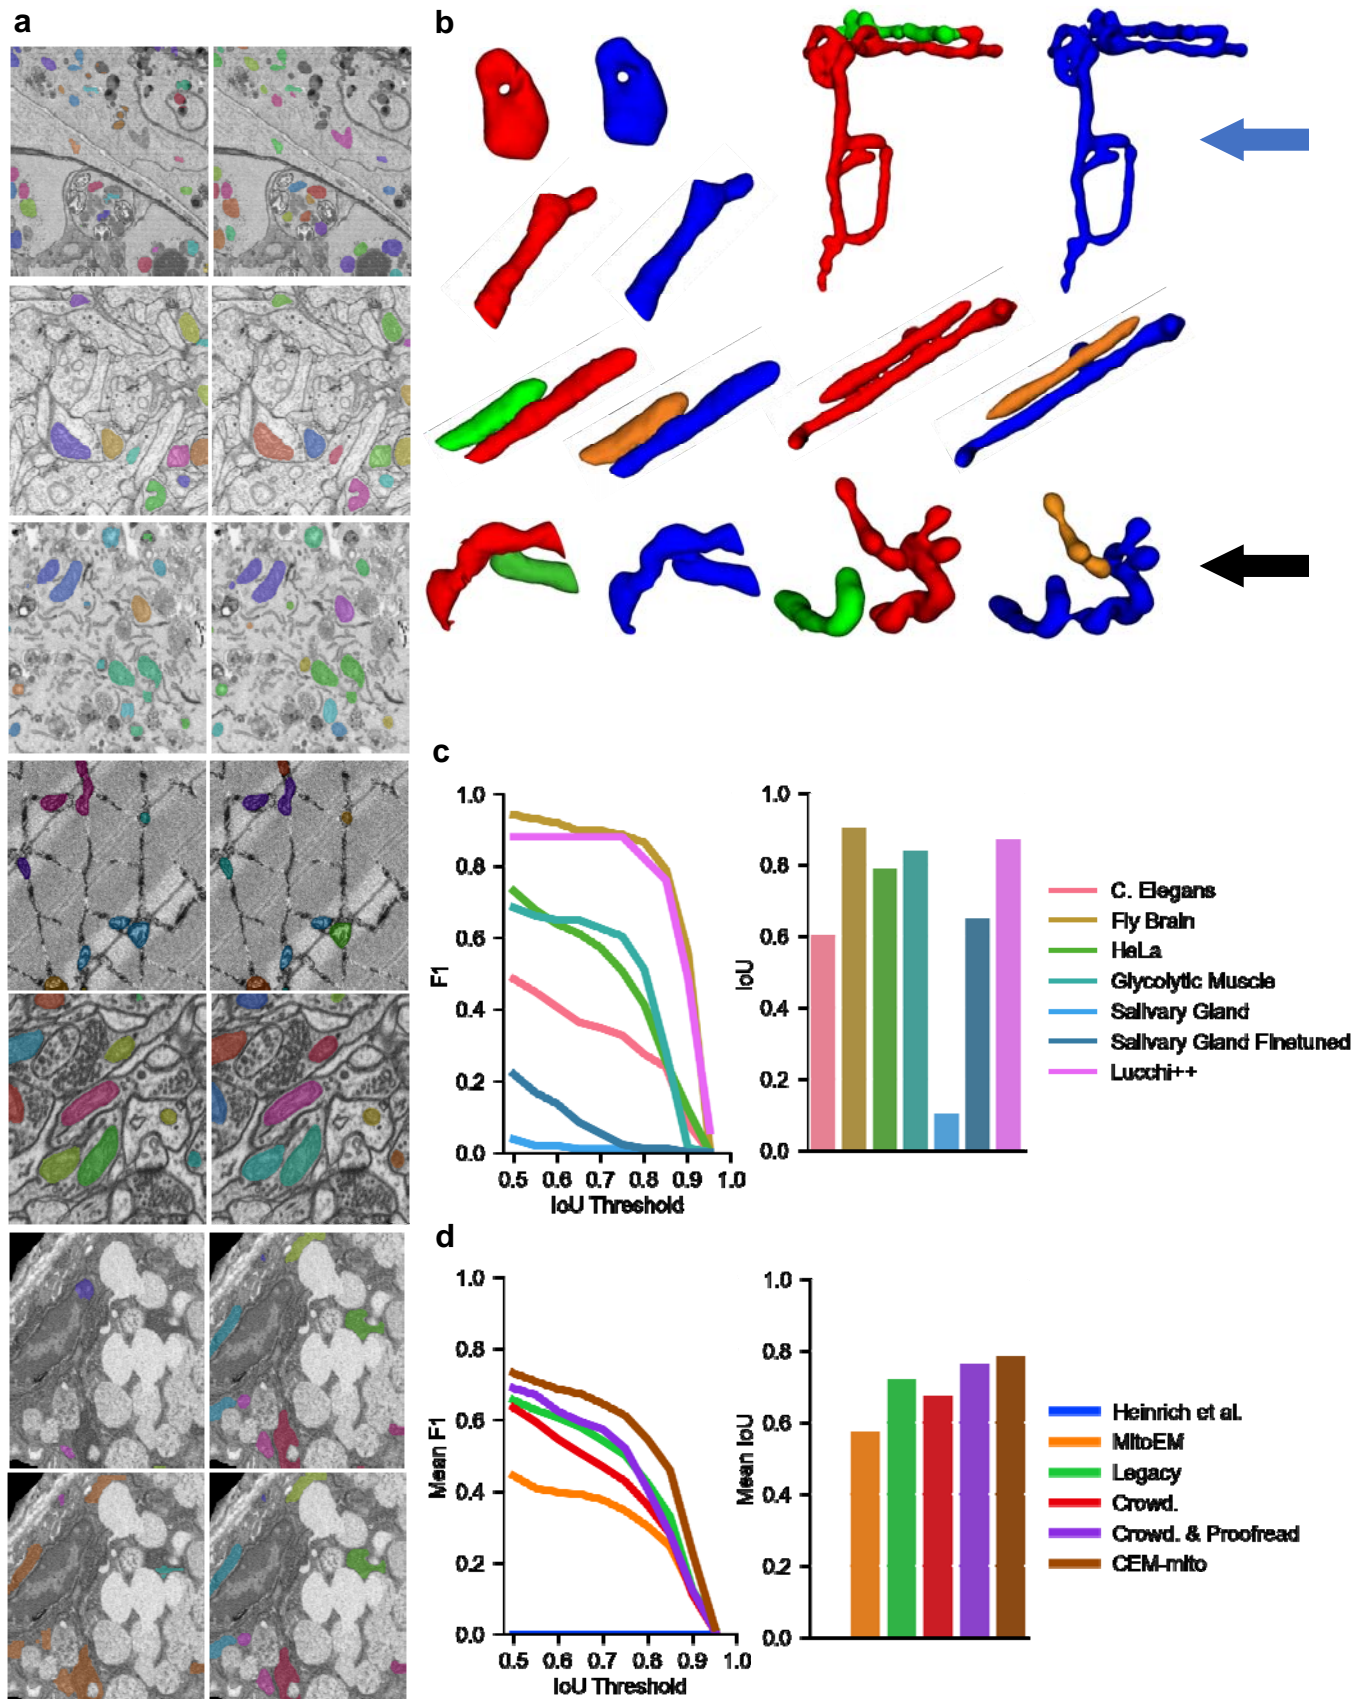 a
b
c
1.0
0.8
0.6
0.4
0.2
0.0
F1
0.5 0.6 0.7 0.8 0.9 1.0
IoU Threshold
1.0
0.8
0.6
0.4
0.2
0.0
IoU
C. Elegans
Fly Brain
HeLa
Glycolytic Muscle
Salivary Gland
Salivary Gland Finetuned
Lucchi++
d
1.0
0.8
0.6
0.4
0.2
0.0
Mean F1
0.5 0.6 0.7 0.8 0.9 1.0
IoU Threshold
1.0
0.8
0.6
0.4
0.2
0.0
Mean IoU
Heinrich et al.
MitoEM
Legacy
Crowd.
Crowd. & Proofread
CEM-mito